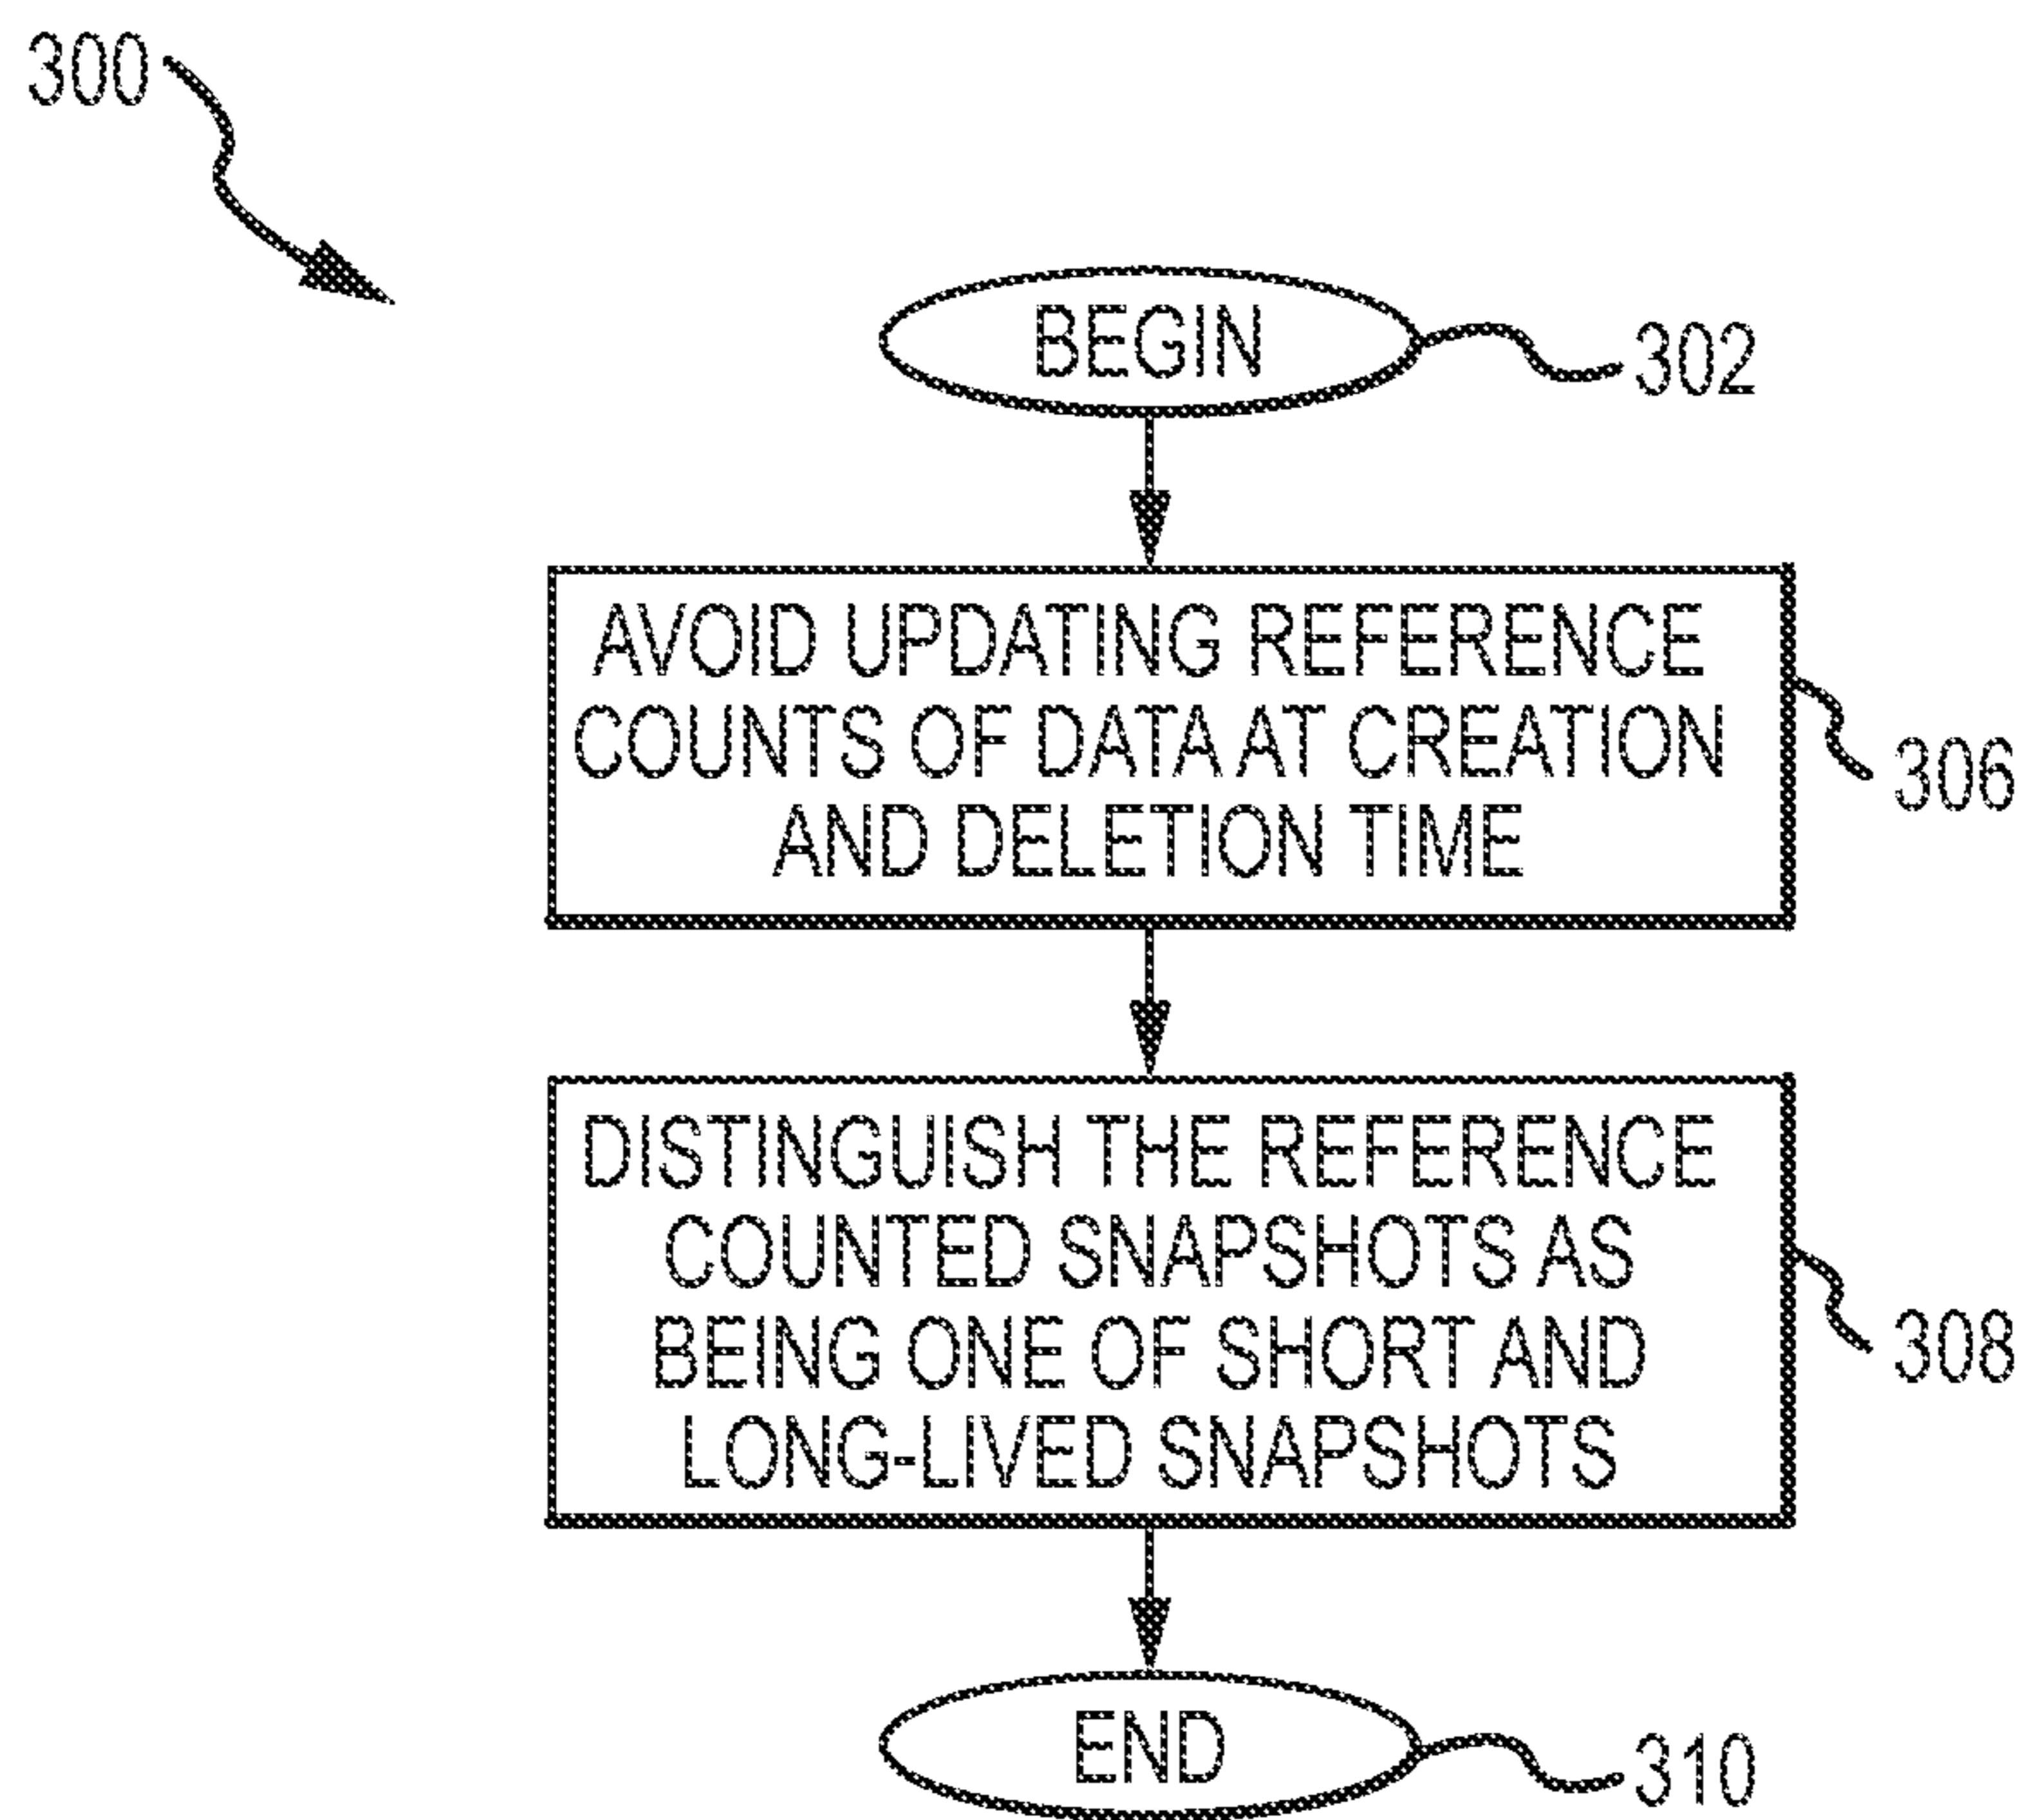 300
BEGIN
302
AVOID UPDATING REFERENCE
COUNTS OF DATA AT CREATION
AND DELETION TIME
306
DISTINGUISH THE REFERENCE
COUNTED SNAPSHOTS AS
BEING ONE OF SHORT AND
LONG-LIVED SNAPSHOTS
308
END
310